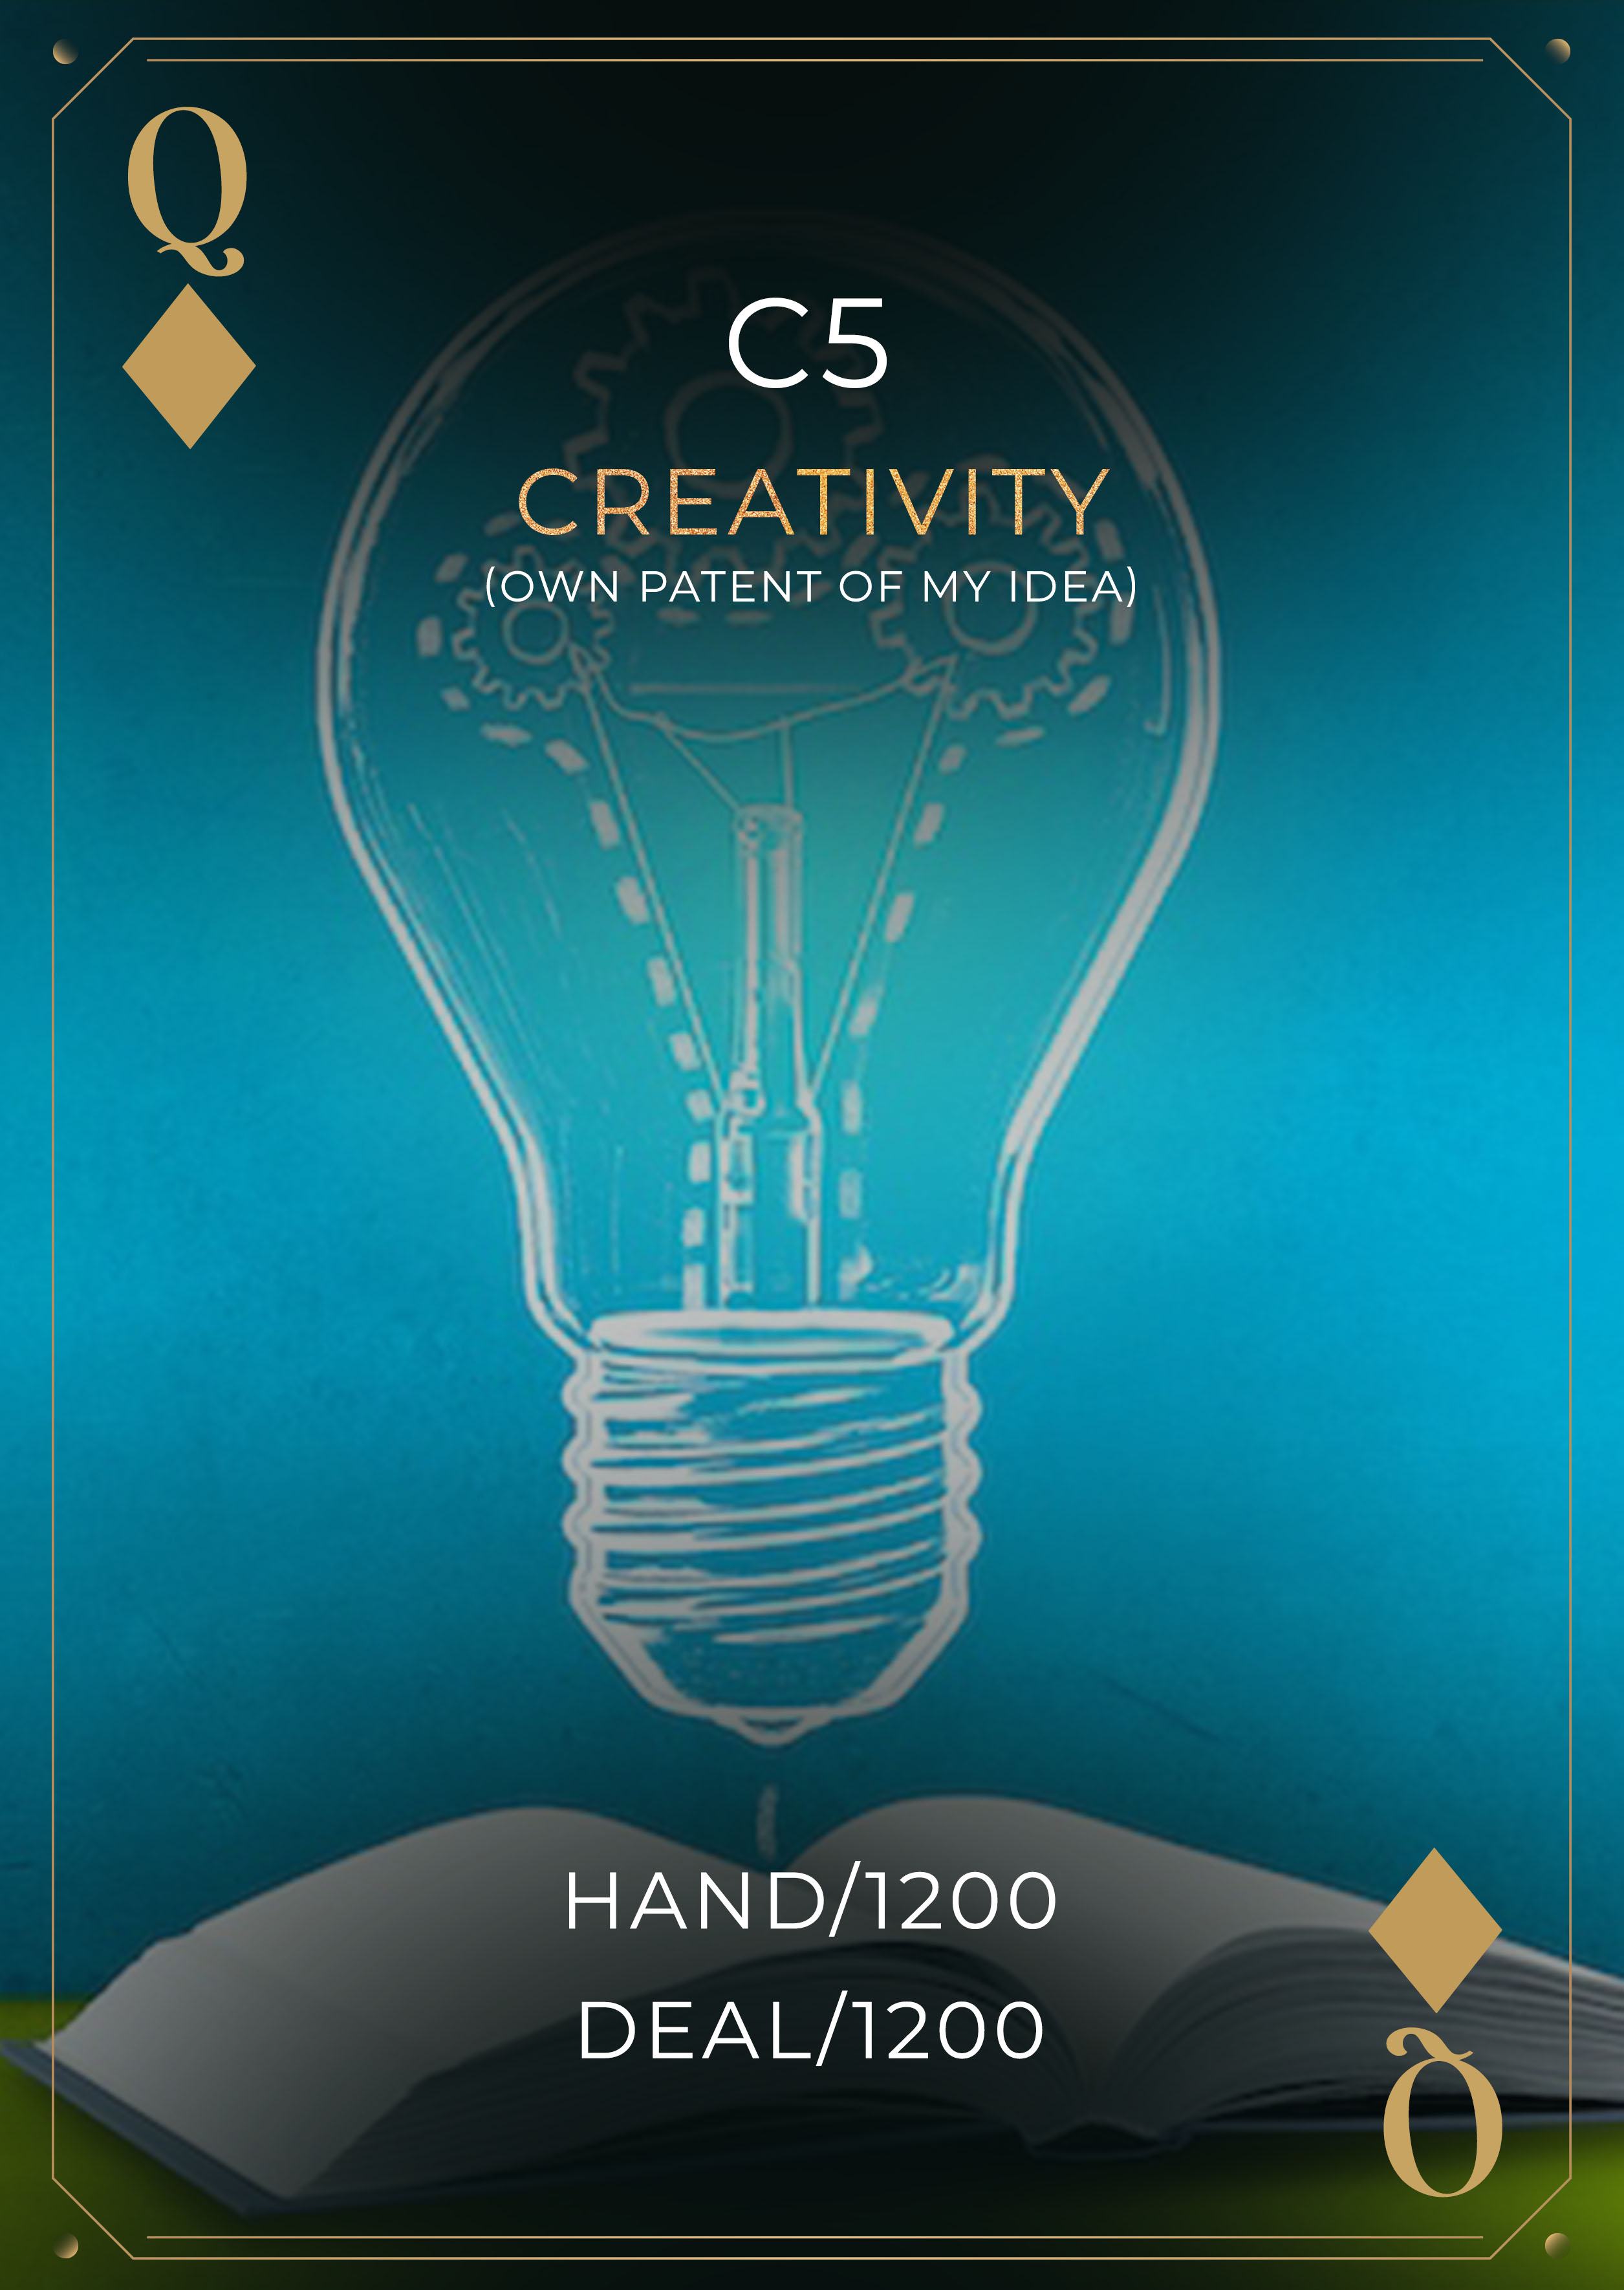 Q
C5
CREATIVITY
(OWN PATENT OF MY IDEA)
HAND/1200
DEAL/1200
Q